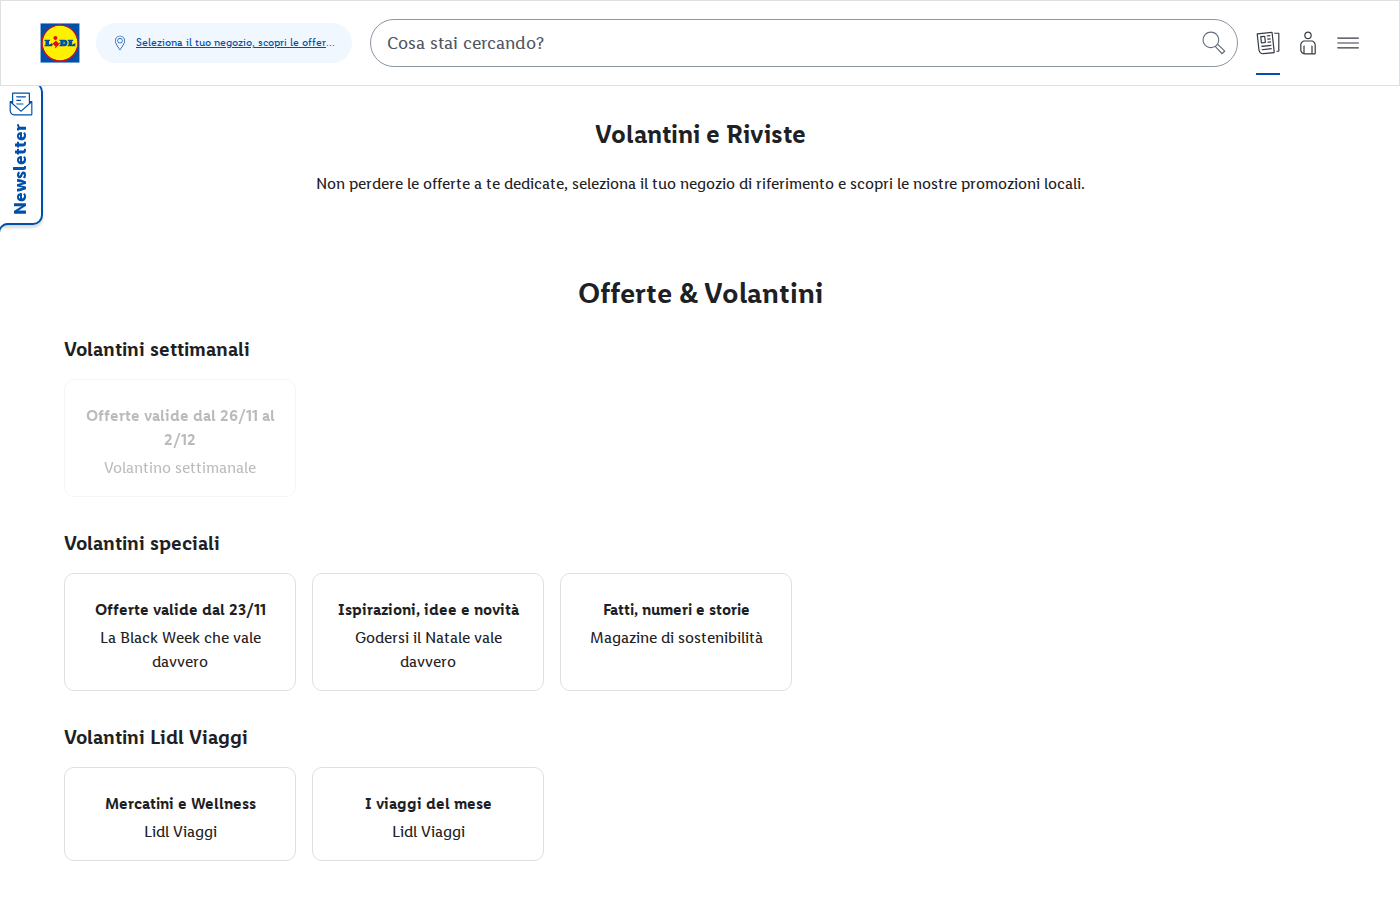 LIDL
Seleziona il tuo negozio, scopri le offer...
Cosa stai cercando?
Newsletter
Volantini e Riviste
Non perdere le offerte a te dedicate, seleziona il tuo negozio di riferimento e scopri le nostre promozioni locali.
Offerte & Volantini
Volantini settimanali
Offerte valide dal 26/11 al
2/12
Volantino settimanale
Volantini speciali
Offerte valide dal 23/11
La Black Week che vale
davvero
Ispirazioni, idee e novità
Godersi il Natale vale
davvero
Fatti, numeri e storie
Magazine di sostenibilità
Volantini Lidl Viaggi
Mercatini e Wellness
Lidl Viaggi
I viaggi del mese
Lidl Viaggi